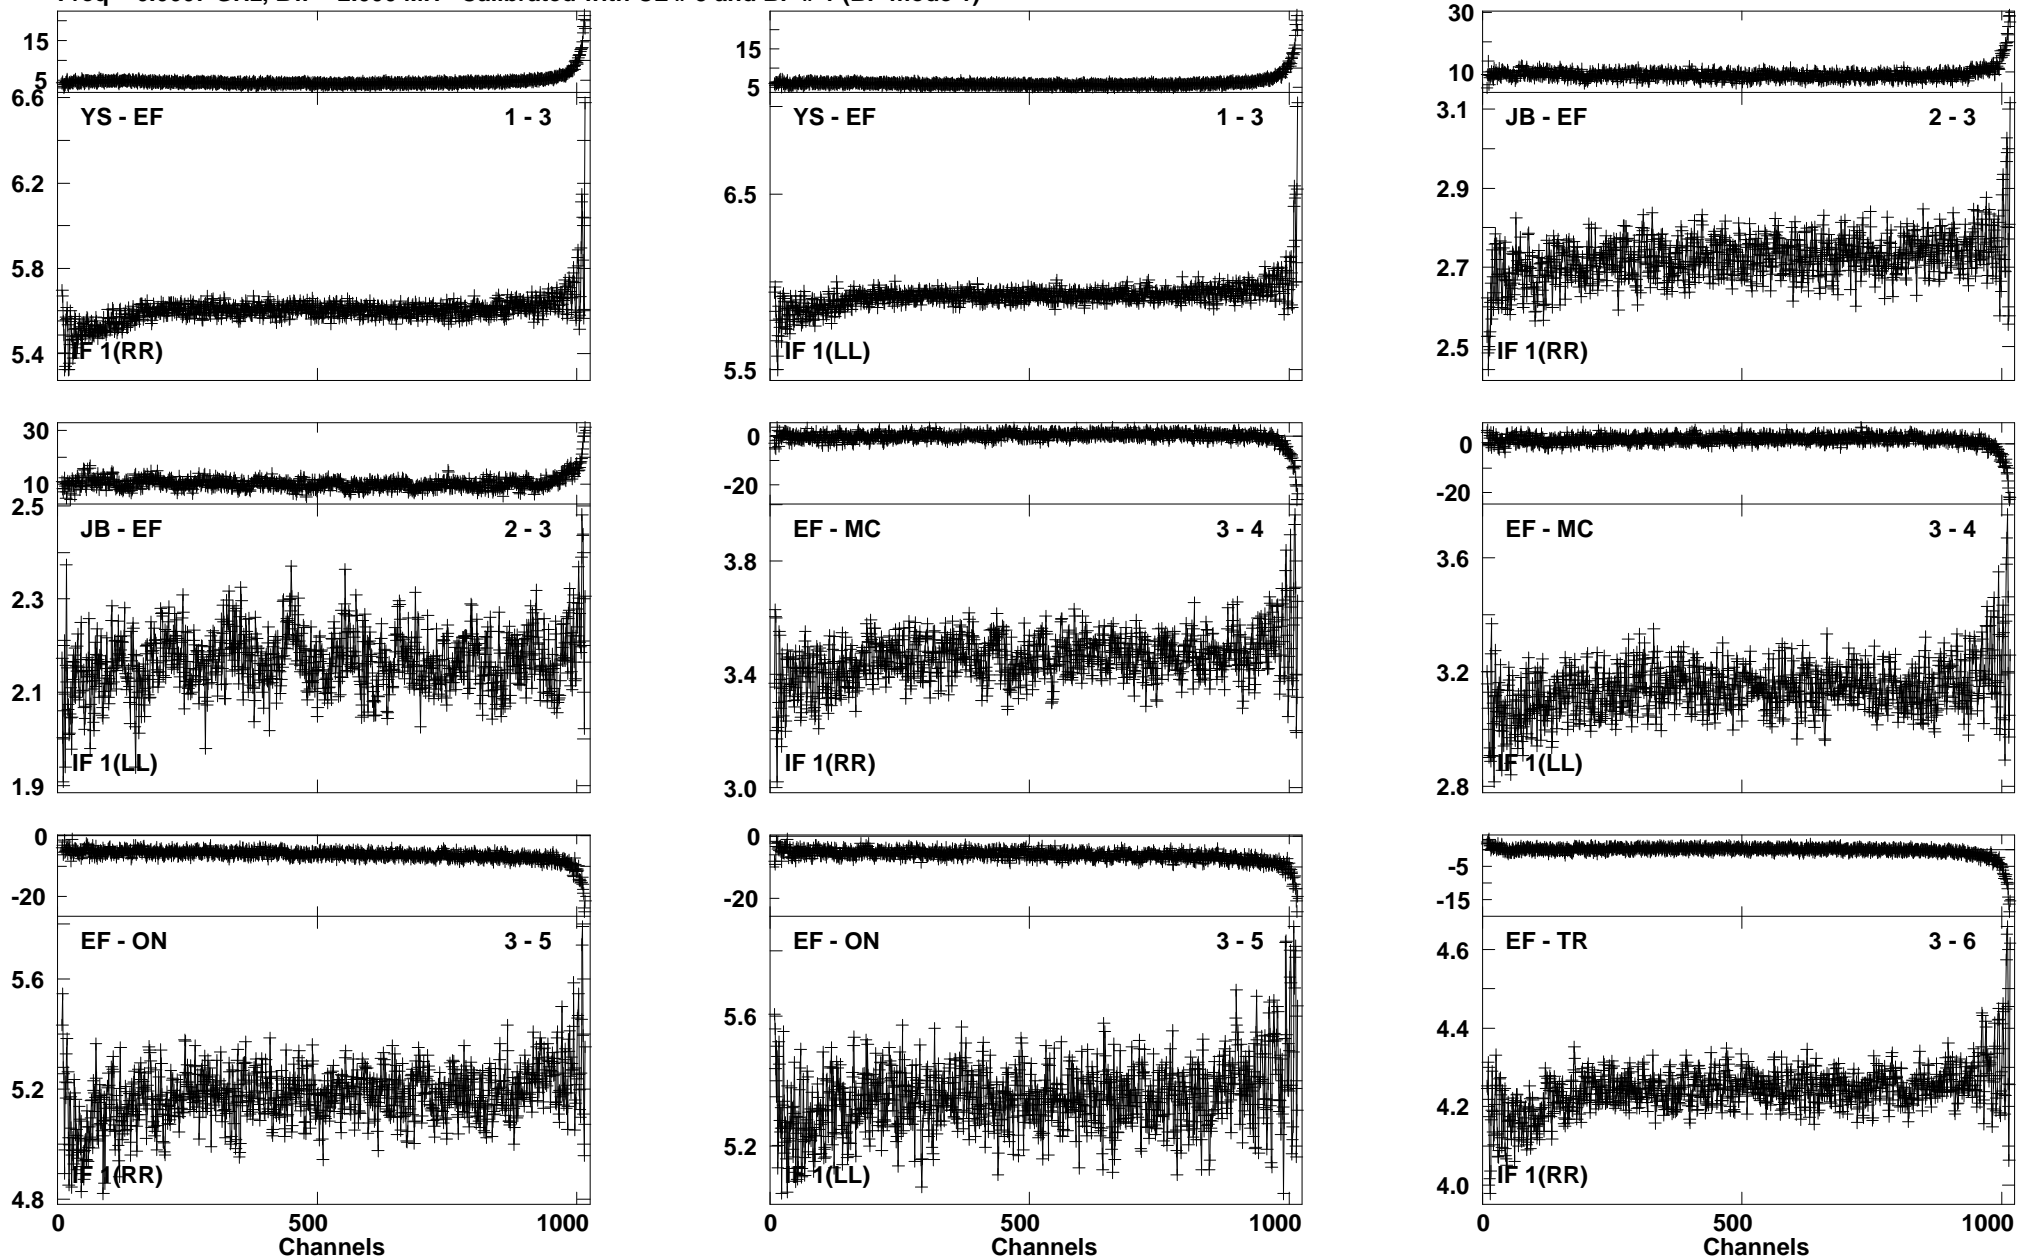 15
5
6.6
YS - EF
1 - 3
6.2
5.8
5.4
IF 1(RR)
15
5
YS - EF
1 - 3
6.5
5.5
IF 1(LL)
30
10
3.1
JB - EF
2 - 3
2.9
2.7
2.5
IF 1(RR)
30
10
2.5
JB - EF
2 - 3
2.3
2.1
1.9
IF 1(LL)
0
-20
EF - MC
3 - 4
3.8
3.4
3.0
IF 1(RR)
0
-20
EF - MC
3 - 4
3.6
3.2
2.8
IF 1(LL)
0
-20
EF - ON
3 - 5
5.6
5.2
4.8
IF 1(RR)
0 500 1000
Channels
0
-20
EF - ON
3 - 5
5.6
5.2
IF 1(LL)
0 500 1000
Channels
-5
-15
EF - TR
3 - 6
4.6
4.4
4.2
4.0
IF 1(RR)
0 500 1000
Channels